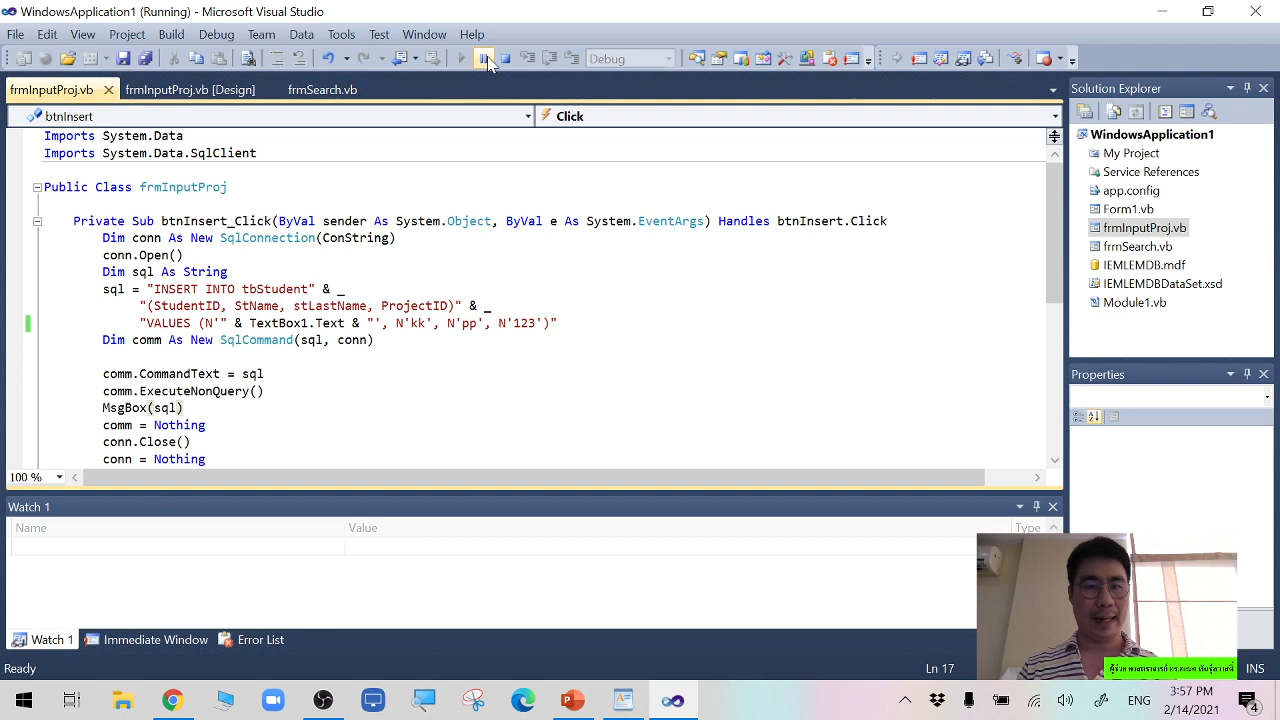 WindowsApplication1 (Running) - Microsoft Visual Studio
File Edit View Project Build Debug Team Data Tools Test Window Help
Debug
frmInputProj.vb frmInputProj.vb [Design] frmSearch.vb
btnInsert Click
Imports System.Data
Imports System.Data.SqlClient
Public Class frmInputProj
Private Sub btnInsert_Click(ByVal sender As System.Object, ByVal e As System.EventArgs) Handles btnInsert.Click
Dim conn As New SqlConnection(ConString)
conn.Open()
Dim sql As String
sql = "INSERT INTO tbStudent" & _
"(StudentID, StName, stLastName, ProjectID)" & _
"VALUES (N'" & TextBox1.Text & "', N'kk', N'pp', N'123')"
Dim comm As New SqlCommand(sql, conn)
comm.CommandText = sql
comm.ExecuteNonQuery()
MsgBox(sql)
comm = Nothing
conn.Close()
conn = Nothing
100 %
Solution Explorer
WindowsApplication1
My Project
Service References
app.config
Form1.vb
frmInputProj.vb
frmSearch.vb
IEMLEMDB.mdf
IEMLEMDBDataSet.xsd
Module1.vb
Properties
Watch 1
Name Value Type
Watch 1 Immediate Window Error List
Ready Ln 17 INS
ENG
3:57 PM
2/14/2021
4